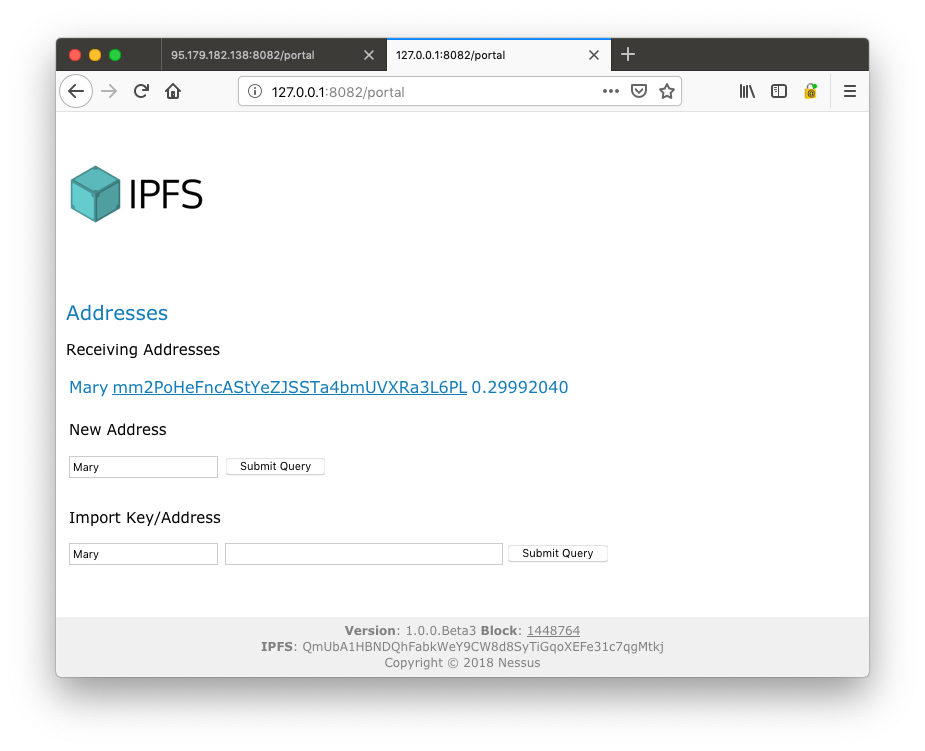 95.179.182.138:8082/portal
127.0.0.1:8082/portal
127.0.0.1:8082/portal
IPFS
Addresses
Receiving Addresses
Mary mm2PoHeFncAStYeZJSSTa4bmUVXRa3L6PL 0.29992040
New Address
Mary Submit Query
Import Key/Address
Mary Submit Query
Version: 1.0.0.Beta3 Block: 1448764
IPFS: QmUbA1HBNDQhFabkWeY9CW8d8SyTiGqoXEFe31c7qgMtkj
Copyright © 2018 Nessus